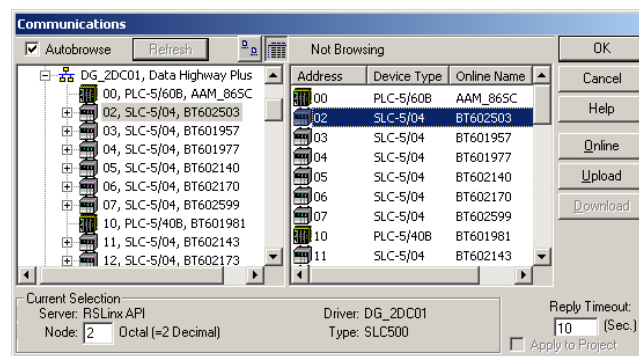 Communications
Autobrowse Refresh Not Browsing OK
DG_2DC01, Data Highway Plus
00, PLC-5/60B, AAM_865C
02, SLC-5/04, BT602503
03, SLC-5/04, BT601957
04, SLC-5/04, BT601977
05, SLC-5/04, BT602140
06, SLC-5/04, BT602170
07, SLC-5/04, BT602599
10, PLC-5/40B, BT601981
11, SLC-5/04, BT602143
12, SLC-5/04, BT602173
Address Device Type Online Name
00 PLC-5/60B AAM_865C
02 SLC-5/04 BT602503
03 SLC-5/04 BT601957
04 SLC-5/04 BT601977
05 SLC-5/04 BT602140
06 SLC-5/04 BT602170
07 SLC-5/04 BT602599
10 PLC-5/40B BT601981
11 SLC-5/04 BT602143
Cancel
Help
Online
Upload
Download
Current Selection
Server: RSLinx API Driver: DG_2DC01
Node: 2 Octal (=2 Decimal) Type: SLC500
Reply Timeout:
10 (Sec.)
Apply to Project